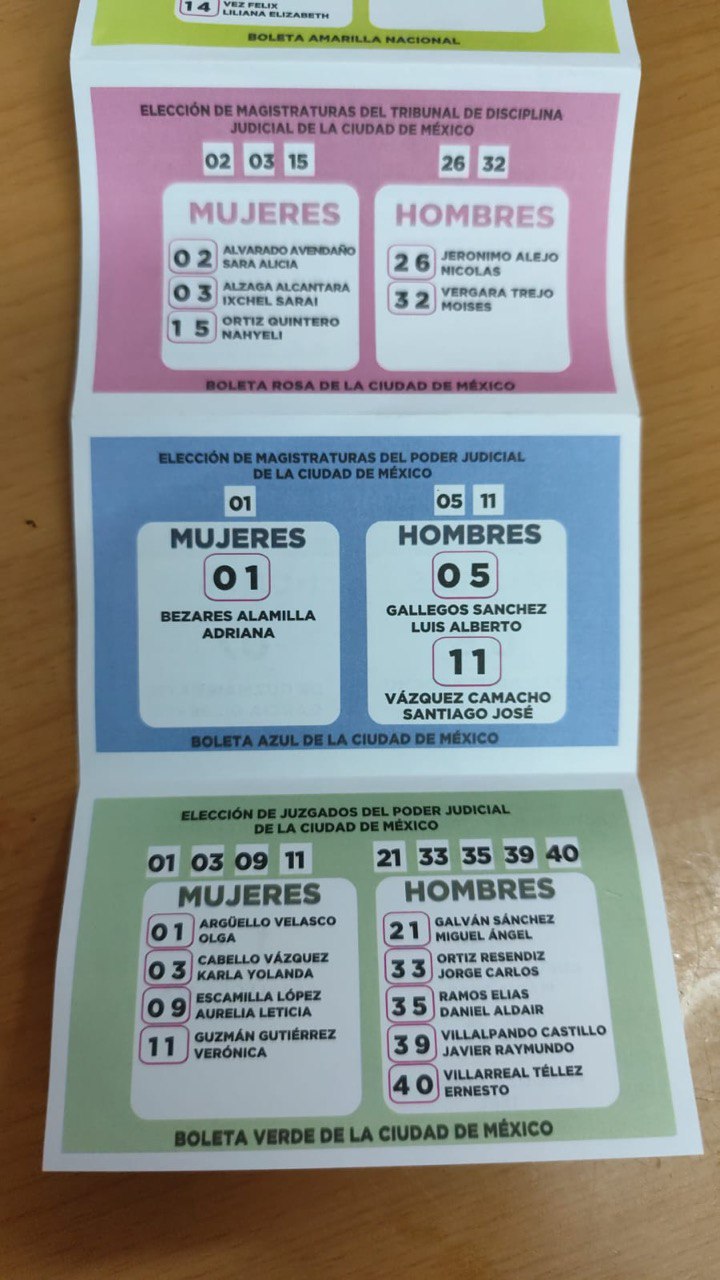 14 VEZ FELIX
LILIANA ELIZABETH
BOLETA AMARILLA NACIONAL
ELECCIÓN DE MAGISTRATURAS DEL TRIBUNAL DE DISCIPLINA
JUDICIAL DE LA CIUDAD DE MÉXICO
02 03 15
26 32
MUJERES
02 ALVARADO AVENDAÑO
SARA ALICIA
03 ALZAGA ALCANTARA
IXCHEL SARAI
15 ORTIZ QUINTERO
NAHYELI
HOMBRES
26 JERONIMO ALEJO
NICOLAS
32 VERGARA TREJO
MOISES
BOLETA ROSA DE LA CIUDAD DE MÉXICO
ELECCIÓN DE MAGISTRATURAS DEL PODER JUDICIAL
DE LA CIUDAD DE MÉXICO
01
05 11
MUJERES
01
BEZARES ALAMILLA
ADRIANA
HOMBRES
05
GALLEGOS SANCHEZ
LUIS ALBERTO
11
VÁZQUEZ CAMACHO
SANTIAGO JOSÉ
BOLETA AZUL DE LA CIUDAD DE MÉXICO
ELECCIÓN DE JUZGADOS DEL PODER JUDICIAL
DE LA CIUDAD DE MÉXICO
01 03 09 11
21 33 35 39 40
MUJERES
01 ARGÜELLO VELASCO
OLGA
03 CABELLO VÁZQUEZ
KARLA YOLANDA
09 ESCAMILLA LÓPEZ
AURELIA LETICIA
11 GUZMÁN GUTIÉRREZ
VERÓNICA
HOMBRES
21 GALVÁN SÁNCHEZ
MIGUEL ÁNGEL
33 ORTIZ RESENDIZ
JORGE CARLOS
35 RAMOS ELIAS
DANIEL ALDAIR
39 VILLALPANDO CASTILLO
JAVIER RAYMUNDO
40 VILLARREAL TÉLLEZ
ERNESTO
BOLETA VERDE DE LA CIUDAD DE MÉXICO